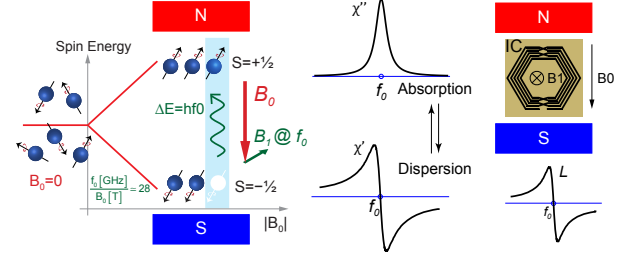 N
Spin Energy
S=+½
ΔE=hf0
B₀
B₁ @ f₀
B₀=0
f₀ [GHz]
B₀ [T]
≈28
S=−½
S
|B₀|
χ''
f₀
Absorption
Dispersion
χ'
f₀
N
IC
B1
B0
S
L
f₀